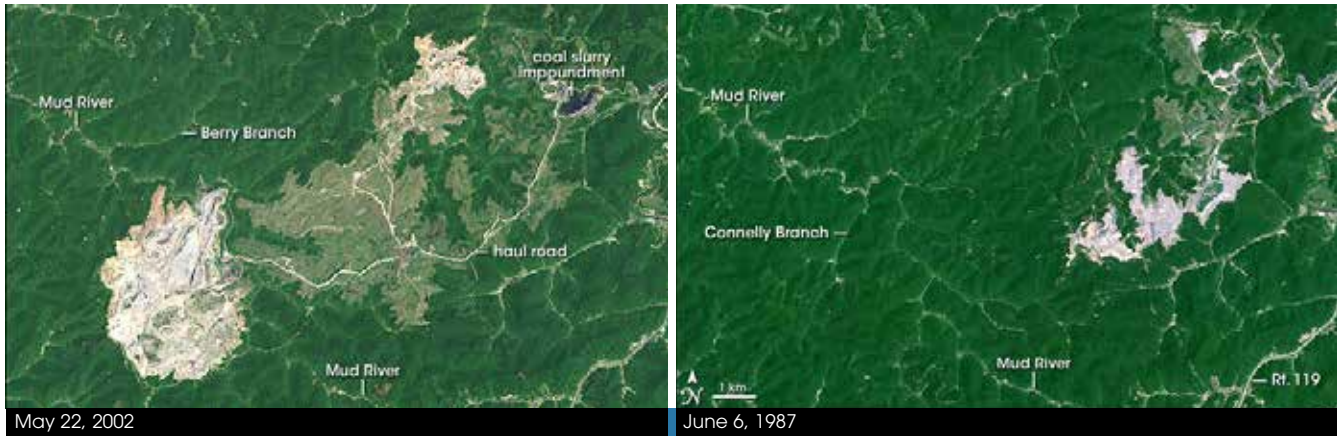 coal slurry
imppundment
Mud River
Berry Branch
haul road
Mud River
May 22, 2002
Mud River
Connelly Branch
Mud River
Rt. 119
N
1 km
June 6, 1987